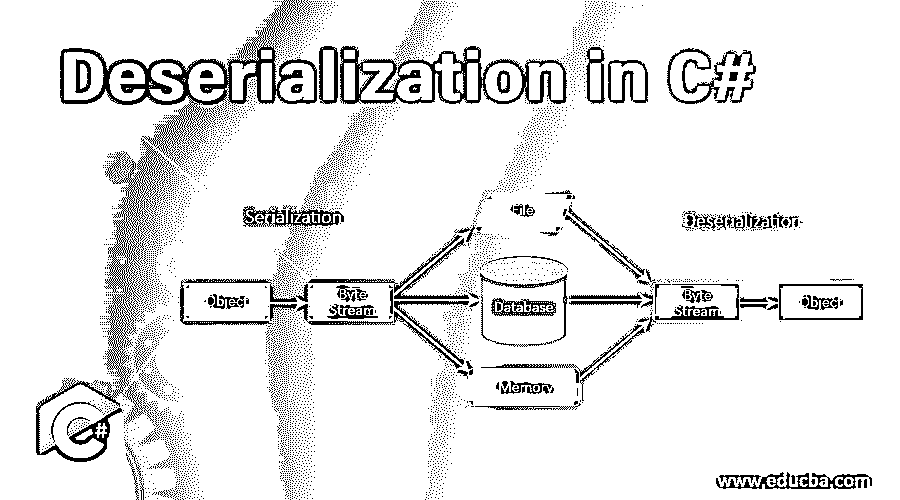 Deserialization in C#
Serialization
File
Deserialization
Object
Byte
Stream
Database
Byte
Stream
Object
Memory
C#
www.educba.com